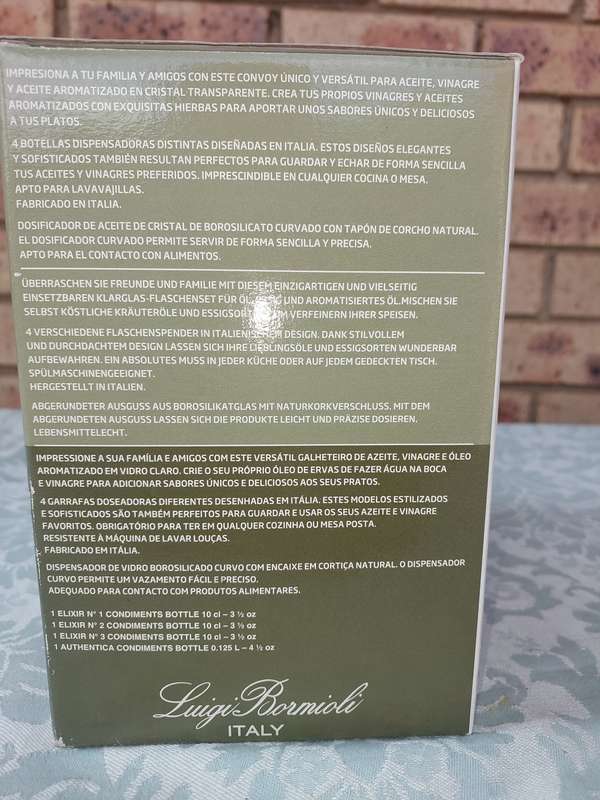 IMPRESIONA A TU FAMILIA Y AMIGOS CON ESTE CONVOY ÚNICO Y VERSÁTIL PARA ACEITE, VINAGRE
Y ACEITE AROMATIZADO EN CRISTAL TRANSPARENTE. CREA TUS PROPIOS VINAGRES Y ACEITES
AROMATIZADOS CON EXQUISITAS HIERBAS PARA APORTAR UNOS SABORES ÚNICOS Y DELICIOSOS
A TUS PLATOS.
4 BOTELLAS DISPENSADORAS DISTINTAS DISEÑADAS EN ITALIA. ESTOS DISEÑOS ELEGANTES
Y SOFISTICADOS TAMBIÉN RESULTAN PERFECTOS PARA GUARDAR Y ECHAR DE FORMA SENCILLA
TUS ACEITES Y VINAGRES PREFERIDOS. IMPRESCINDIBLE EN CUALQUIER COCINA O MESA.
APTO PARA LAVAVAJILLAS.
FABRICADO EN ITALIA.
DOSIFICADOR DE ACEITE DE CRISTAL DE BOROSILICATO CURVADO CON TAPÓN DE CORCHO NATURAL.
EL DOSIFICADOR CURVADO PERMITE SERVIR DE FORMA SENCILLA Y PRECISA.
APTO PARA EL CONTACTO CON ALIMENTOS.
ÜBERRASCHEN SIE FREUNDE UND FAMILIE MIT DIESEM EINZIGARTIGEN UND VIELSEITIG
EINSETZBAREN KLARGLAS-FLASCHENSET FÜR ÖL, UND AROMATISIERTES ÖL.MISCHEN SIE
SELBST KÖSTLICHE KRÄUTERÖLE UND ESSIGSORTEN VERFEINERN IHRER SPEISEN.
4 VERSCHIEDENE FLASCHENSPENDER IN ITALIENISCHEM DESIGN. DANK STILVOLLEM
UND DURCHDACHTEM DESIGN LASSEN SICH IHRE LIEBLINGSÖLE UND ESSIGSORTEN WUNDERBAR
AUFBEWAHREN. EIN ABSOLUTES MUSS IN JEDER KÜCHE ODER AUF JEDEM GEDECKTEN TISCH.
SPÜLMASCHINENGEEIGNET.
HERGESTELLT IN ITALIEN.
ABGERUNDETER AUSGUSS AUS BOROSILIKATGLAS MIT NATURKORKVERSCHLUSS. MIT DEM
ABGERUNDETEN AUSGUSS LASSEN SICH DIE PRODUKTE LEICHT UND PRÄZISE DOSIEREN.
LEBENSMITTELECHT.
IMPRESSIONE A SUA FAMÍLIA E AMIGOS COM ESTE VERSÁTIL GALHETEIRO DE AZEITE, VINAGRE E ÓLEO
AROMATIZADO EM VIDRO CLARO. CRIE O SEU PRÓPRIO ÓLEO DE ERVAS DE FAZER ÁGUA NA BOCA
E VINAGRE PARA ADICIONAR SABORES ÚNICOS E DELICIOSOS AOS SEUS PRATOS.
4 GARRAFAS DOSEADORAS DIFERENTES DESENHADAS EM ITÁLIA. ESTES MODELOS ESTILIZADOS
E SOFISTICADOS SÃO TAMBÉM PERFEITOS PARA GUARDAR E USAR OS SEUS AZEITE E VINAGRE
FAVORITOS. OBRIGATÓRIO PARA TER EM QUALQUER COZINHA OU MESA POSTA.
RESISTENTE À MÁQUINA DE LAVAR LOUÇAS.
FABRICADO EM ITÁLIA.
DISPENSADOR DE VIDRO BOROSILICADO CURVO COM ENCAIXE EM CORTIÇA NATURAL. O DISPENSADOR
CURVO PERMITE UM VAZAMENTO FÁCIL E PRECISO.
ADEQUADO PARA CONTACTO COM PRODUTOS ALIMENTARES.
1 ELIXIR N° 1 CONDIMENTS BOTTLE 10 cl – 3 ½ oz
1 ELIXIR N° 2 CONDIMENTS BOTTLE 10 cl – 3 ½ oz
1 ELIXIR N° 3 CONDIMENTS BOTTLE 10 cl – 3 ½ oz
1 AUTHENTICA CONDIMENTS BOTTLE 0.125 L – 4 ½ oz
Luigi Bormioli
ITALY